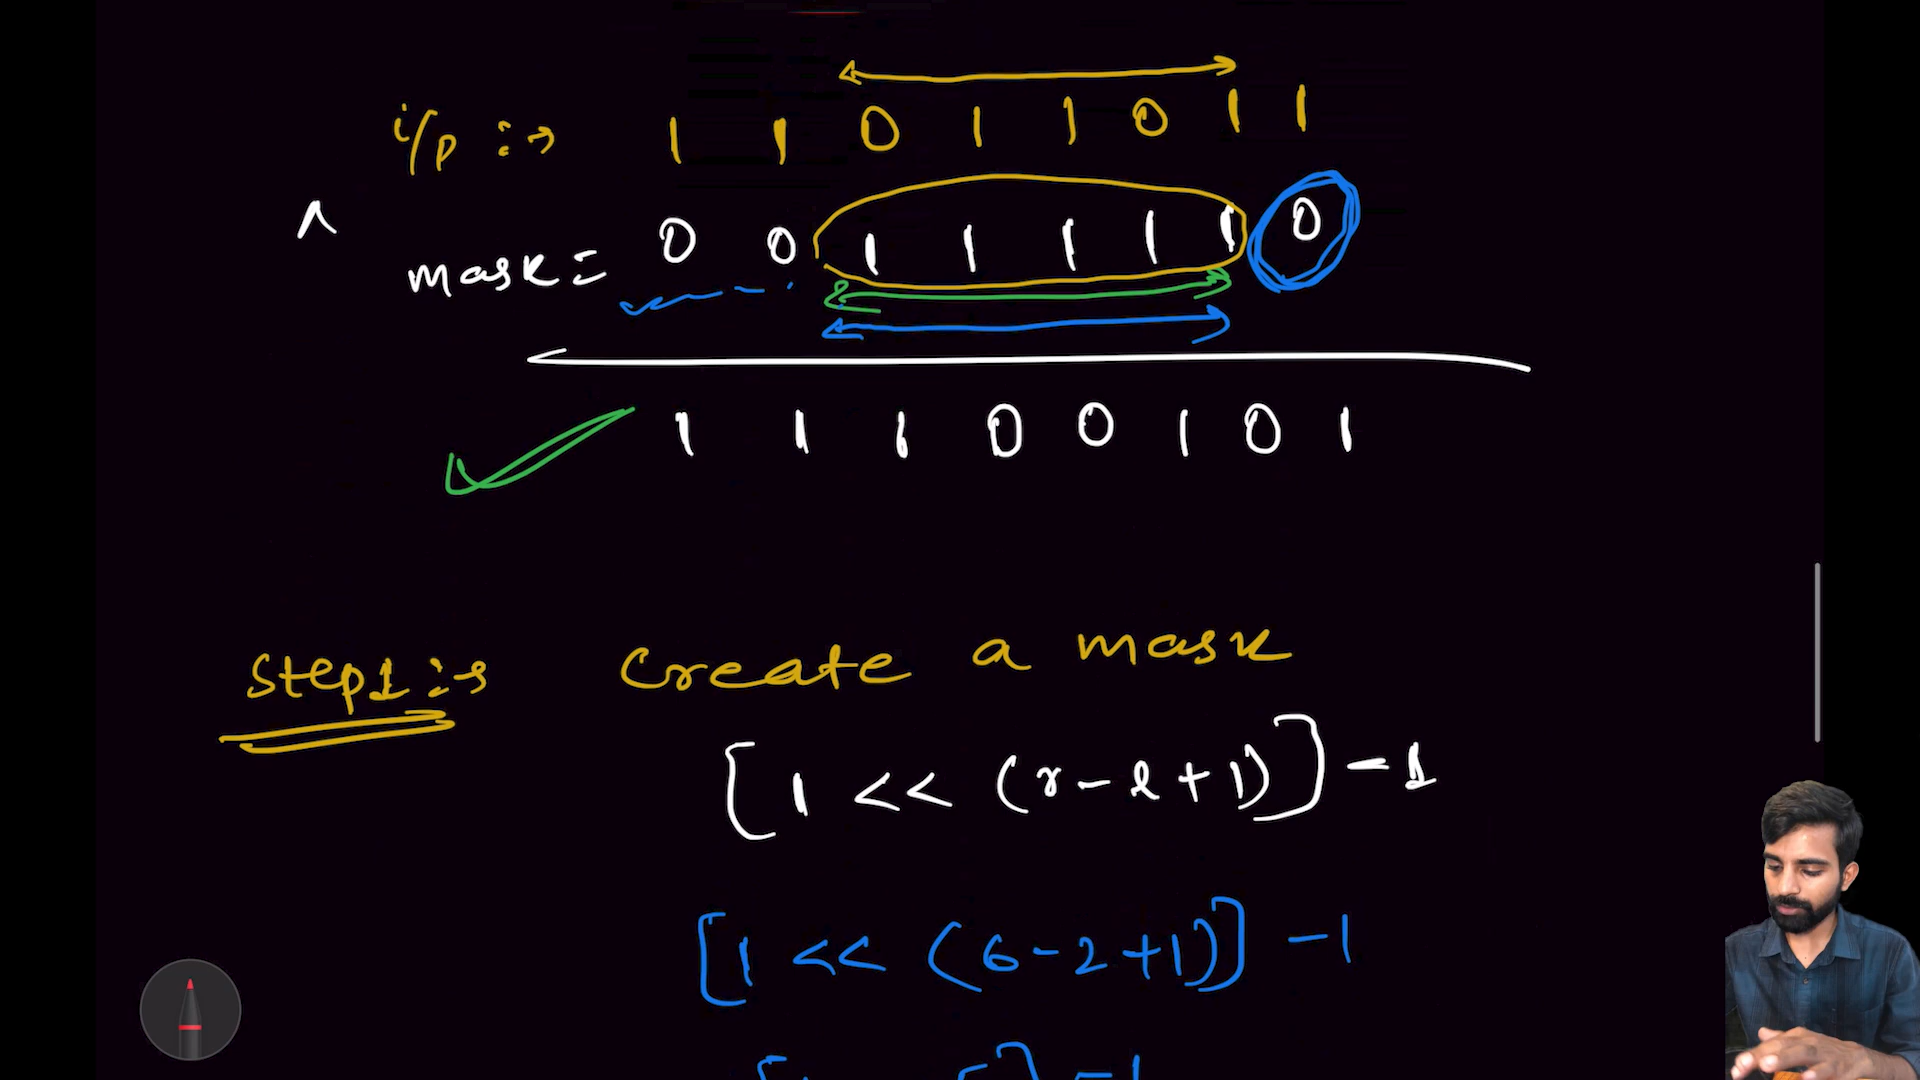 i/p :→ 1 1 0 1 1 0 1 1
^
mask = 0 0 1 1 1 1 1 0
1 1 1 0 0 1 0 1
Step1 :→ Create a mask
[1 << (r-l+1)] -1
[1 << (6-2+1)] -1